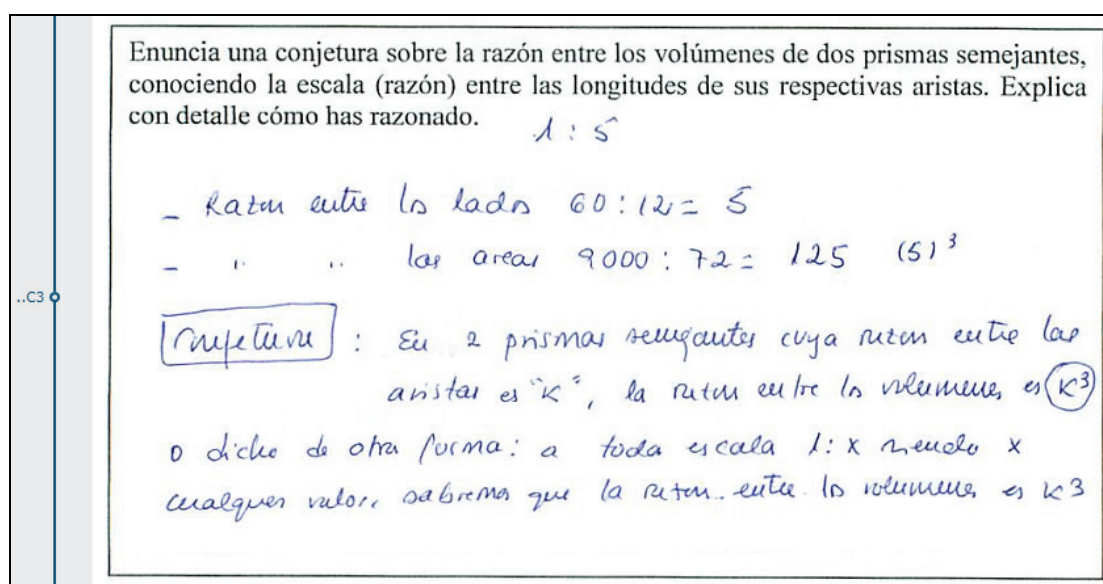 Enuncia una conjetura sobre la razón entre los volúmenes de dos prismas semejantes,
conociendo la escala (razón) entre las longitudes de sus respectivas aristas. Explica
con detalle cómo has razonado.
1 : 5
- Razon entre los lados 60 : 12 = 5
- " " las areas 9000 : 72 = 125 (5)³
..C3
Conjetura : En 2 prismas semejantes cuya razon entre las
aristas es "K", la razon entre los volumenes es K³
o dicho de otra forma: a toda escala 1: x siendo x
cualquier valor, sabremos que la razon entre los volumenes es K3